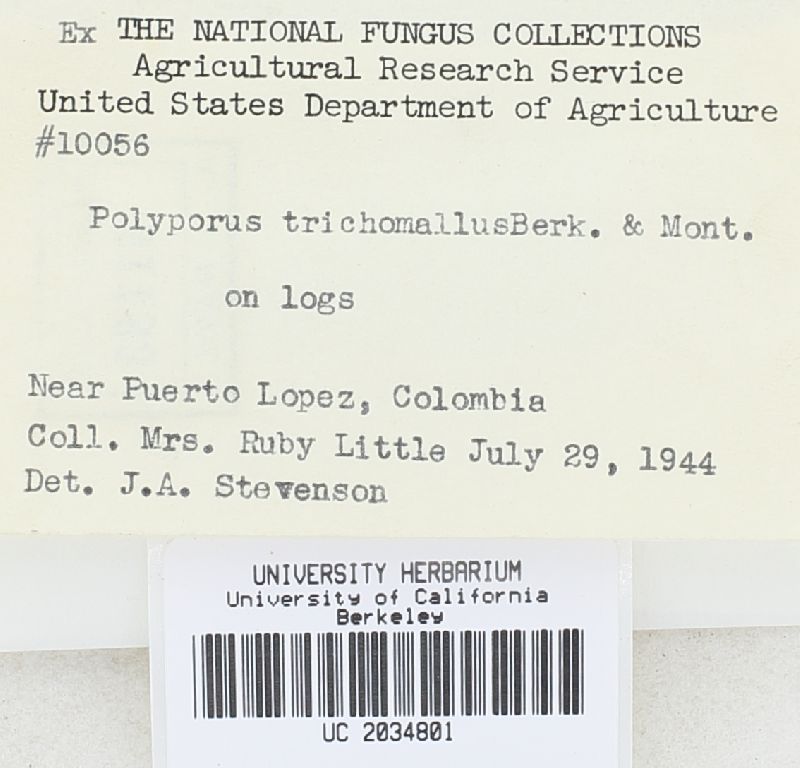 Ex THE NATIONAL FUNGUS COLLECTIONS
Agricultural Research Service
United States Department of Agriculture
#10056
Polyporus trichomallusBerk. & Mont.
on logs
Near Puerto Lopez, Colombia
Coll. Mrs. Ruby Little July 29, 1944
Det. J.A. Stevenson
UNIVERSITY HERBARIUM
University of California
Berkeley
UC 2034801